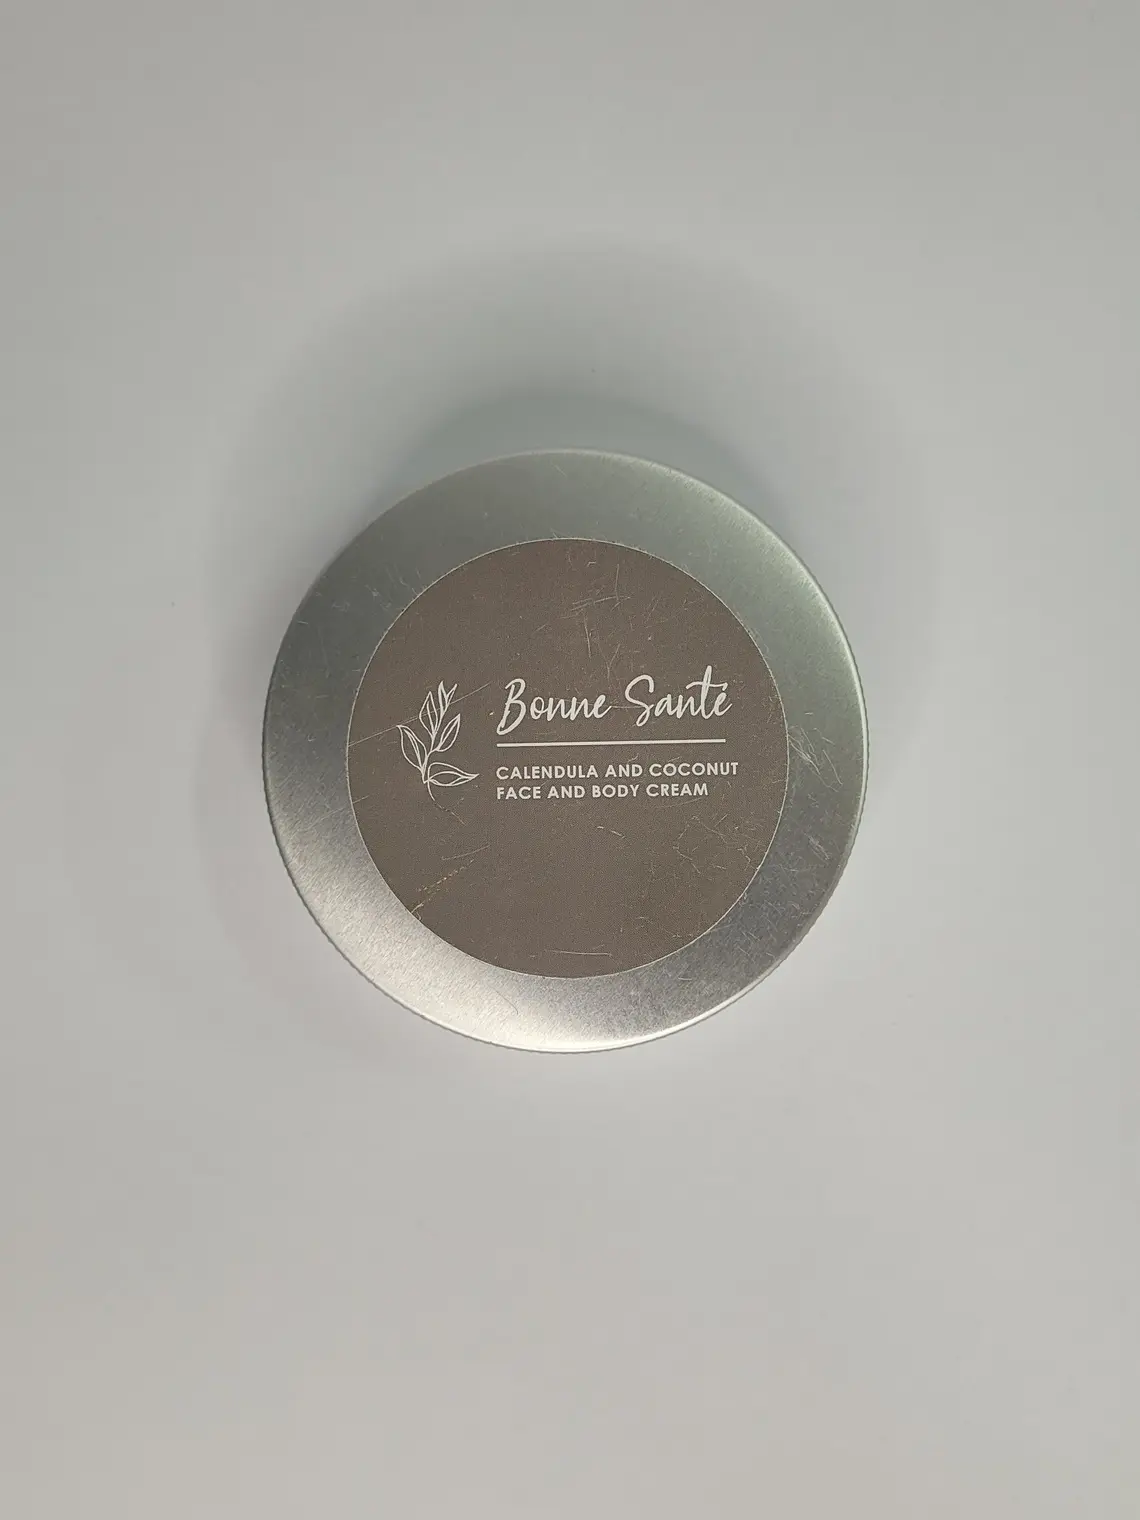 Bonne Santé
CALENDULA AND COCONUT
FACE AND BODY CREAM